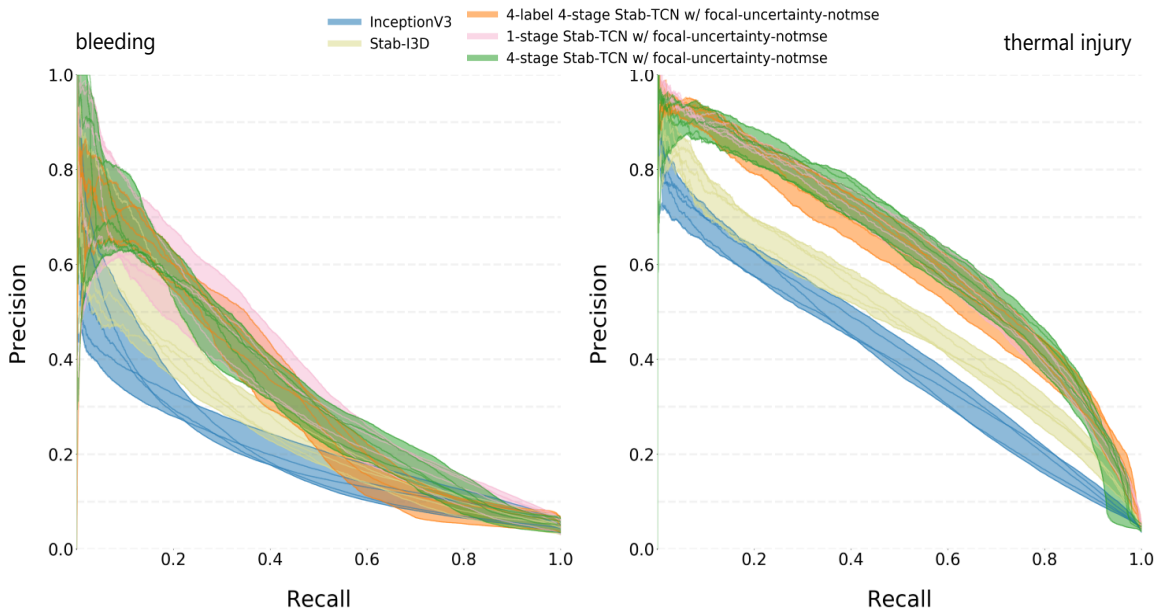 bleeding
InceptionV3
Stab-I3D
4-label 4-stage Stab-TCN w/ focal-uncertainty-notmse
1-stage Stab-TCN w/ focal-uncertainty-notmse
4-stage Stab-TCN w/ focal-uncertainty-notmse
thermal injury
1.0
0.8
0.6
0.4
0.2
0.0
Precision
0.2 0.4 0.6 0.8 1.0
Recall
1.0
0.8
0.6
0.4
0.2
0.0
Precision
0.2 0.4 0.6 0.8 1.0
Recall